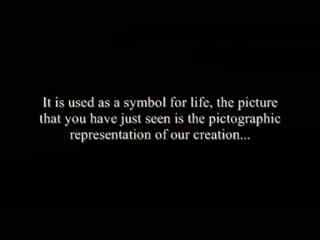 It is used as a symbol for life, the picture
that you have just seen is the pictographic
representation of our creation...